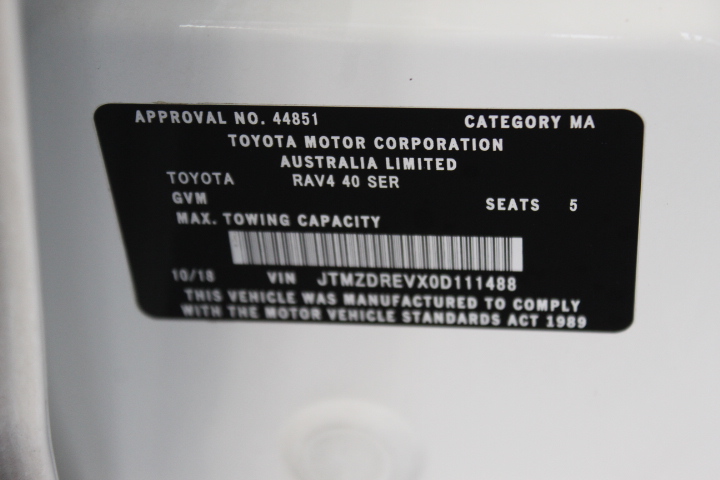 APPROVAL NO. 44851 CATEGORY MA
TOYOTA MOTOR CORPORATION
AUSTRALIA LIMITED
TOYOTA RAV4 40 SER
GVM SEATS 5
MAX. TOWING CAPACITY
10/18 VIN JTMZDREVX0D111488
THIS VEHICLE WAS MANUFACTURED TO COMPLY
WITH THE MOTOR VEHICLE STANDARDS ACT 1989